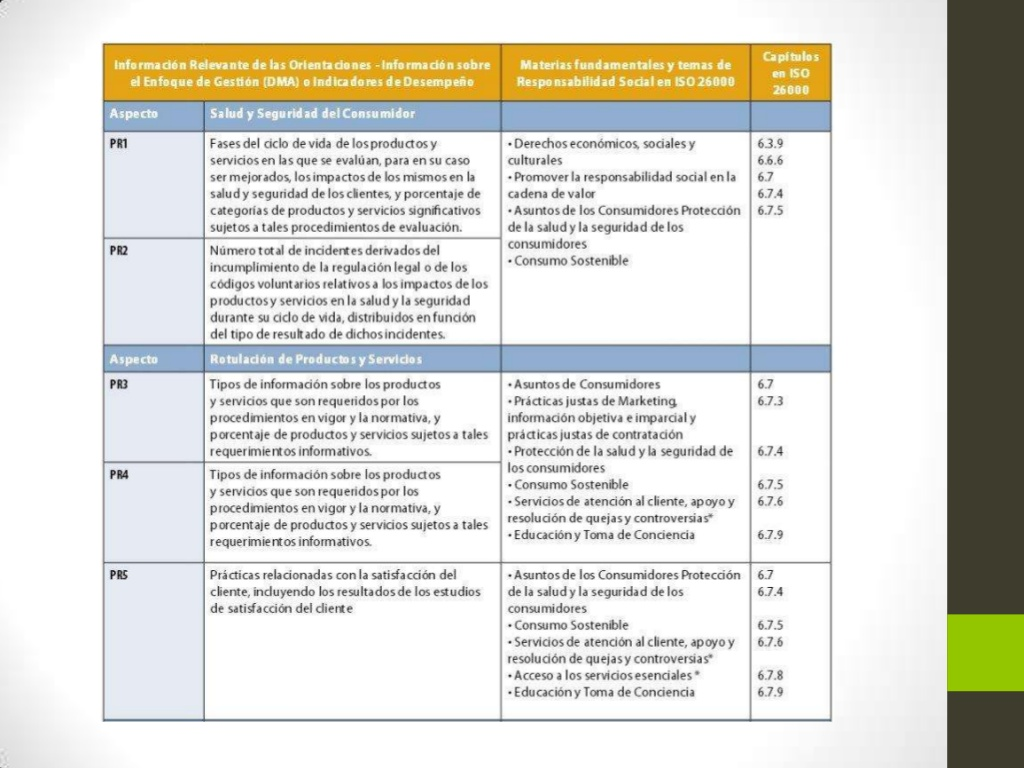 Información Relevante de las Orientaciones - Información sobre
el Enfoque de Gestión (DMA) o Indicadores de Desempeño
Materias fundamentales y temas de
Responsabilidad Social en ISO 26000
Capítulos
en ISO
26000
Aspecto
Salud y Seguridad del Consumidor
PR1
Fases del ciclo de vida de los productos y
servicios en las que se evalúan, para en su caso
ser mejorados, los impactos de los mismos en la
salud y seguridad de los clientes, y porcentaje de
categorías de productos y servicios significativos
sujetos a tales procedimientos de evaluación.
• Derechos económicos, sociales y
culturales
• Promover la responsabilidad social en la
cadena de valor
• Asuntos de los Consumidores Protección
de la salud y la seguridad de los
consumidores
• Consumo Sostenible
6.3.9
6.6.6
6.7
6.7.4
6.7.5
PR2
Número total de incidentes derivados del
incumplimiento de la regulación legal o de los
códigos voluntarios relativos a los impactos de los
productos y servicios en la salud y la seguridad
durante su ciclo de vida, distribuidos en función
del tipo de resultado de dichos incidentes.
Aspecto
Rotulación de Productos y Servicios
PR3
Tipos de información sobre los productos
y servicios que son requeridos por los
procedimientos en vigor y la normativa, y
porcentaje de productos y servicios sujetos a tales
requerimientos informativos.
• Asuntos de Consumidores
• Prácticas justas de Marketing,
información objetiva e imparcial y
prácticas justas de contratación
• Protección de la salud y la seguridad de
los consumidores
• Consumo Sostenible
• Servicios de atención al cliente, apoyo y
resolución de quejas y controversias*
• Educación y Toma de Conciencia
6.7
6.7.3
6.7.4
6.7.5
6.7.6
6.7.9
PR4
Tipos de información sobre los productos
y servicios que son requeridos por los
procedimientos en vigor y la normativa, y
porcentaje de productos y servicios sujetos a tales
requerimientos informativos.
PR5
Prácticas relacionadas con la satisfacción del
cliente, incluyendo los resultados de los estudios
de satisfacción del cliente
• Asuntos de los Consumidores Protección
de la salud y la seguridad de los
consumidores
• Consumo Sostenible
• Servicios de atención al cliente, apoyo y
resolución de quejas y controversias*
• Acceso a los servicios esenciales *
• Educación y Toma de Conciencia
6.7
6.7.4
6.7.5
6.7.6
6.7.8
6.7.9